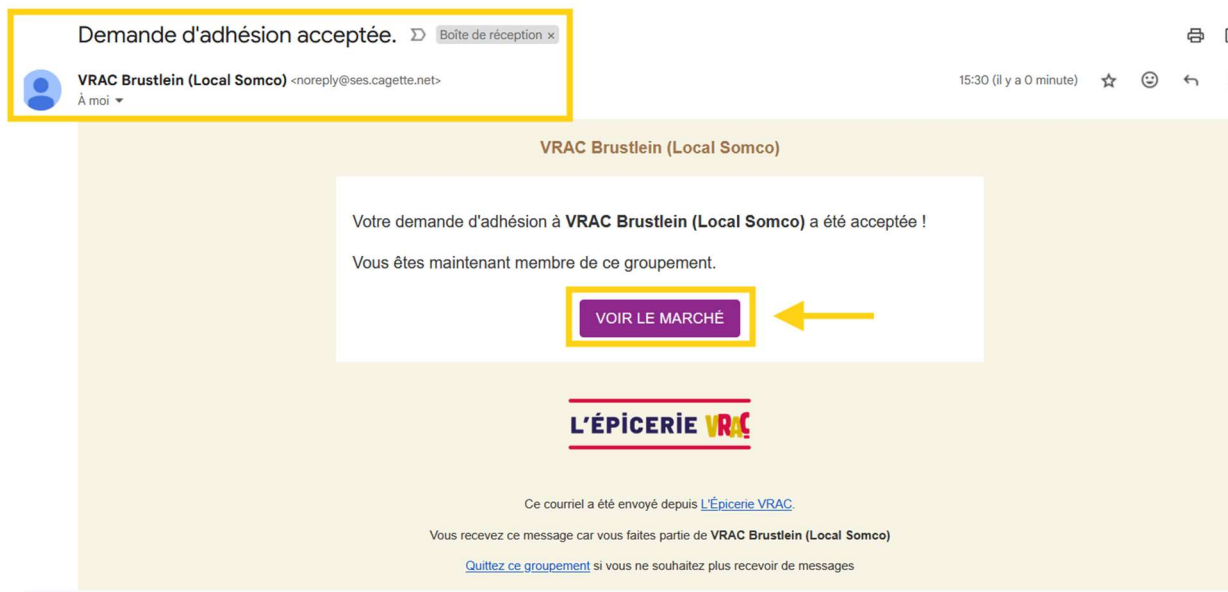 Demande d'adhésion acceptée. Boîte de réception ×
VRAC Brustlein (Local Somco) <noreply@ses.cagette.net>
15:30 (il y a 0 minute)
À moi
VRAC Brustlein (Local Somco)
Votre demande d'adhésion à VRAC Brustlein (Local Somco) a été acceptée !
Vous êtes maintenant membre de ce groupement.
VOIR LE MARCHÉ
L'ÉPİCERİE VRAC
Ce courriel a été envoyé depuis L'Épicerie VRAC.
Vous recevez ce message car vous faites partie de VRAC Brustlein (Local Somco)
Quittez ce groupement si vous ne souhaitez plus recevoir de messages